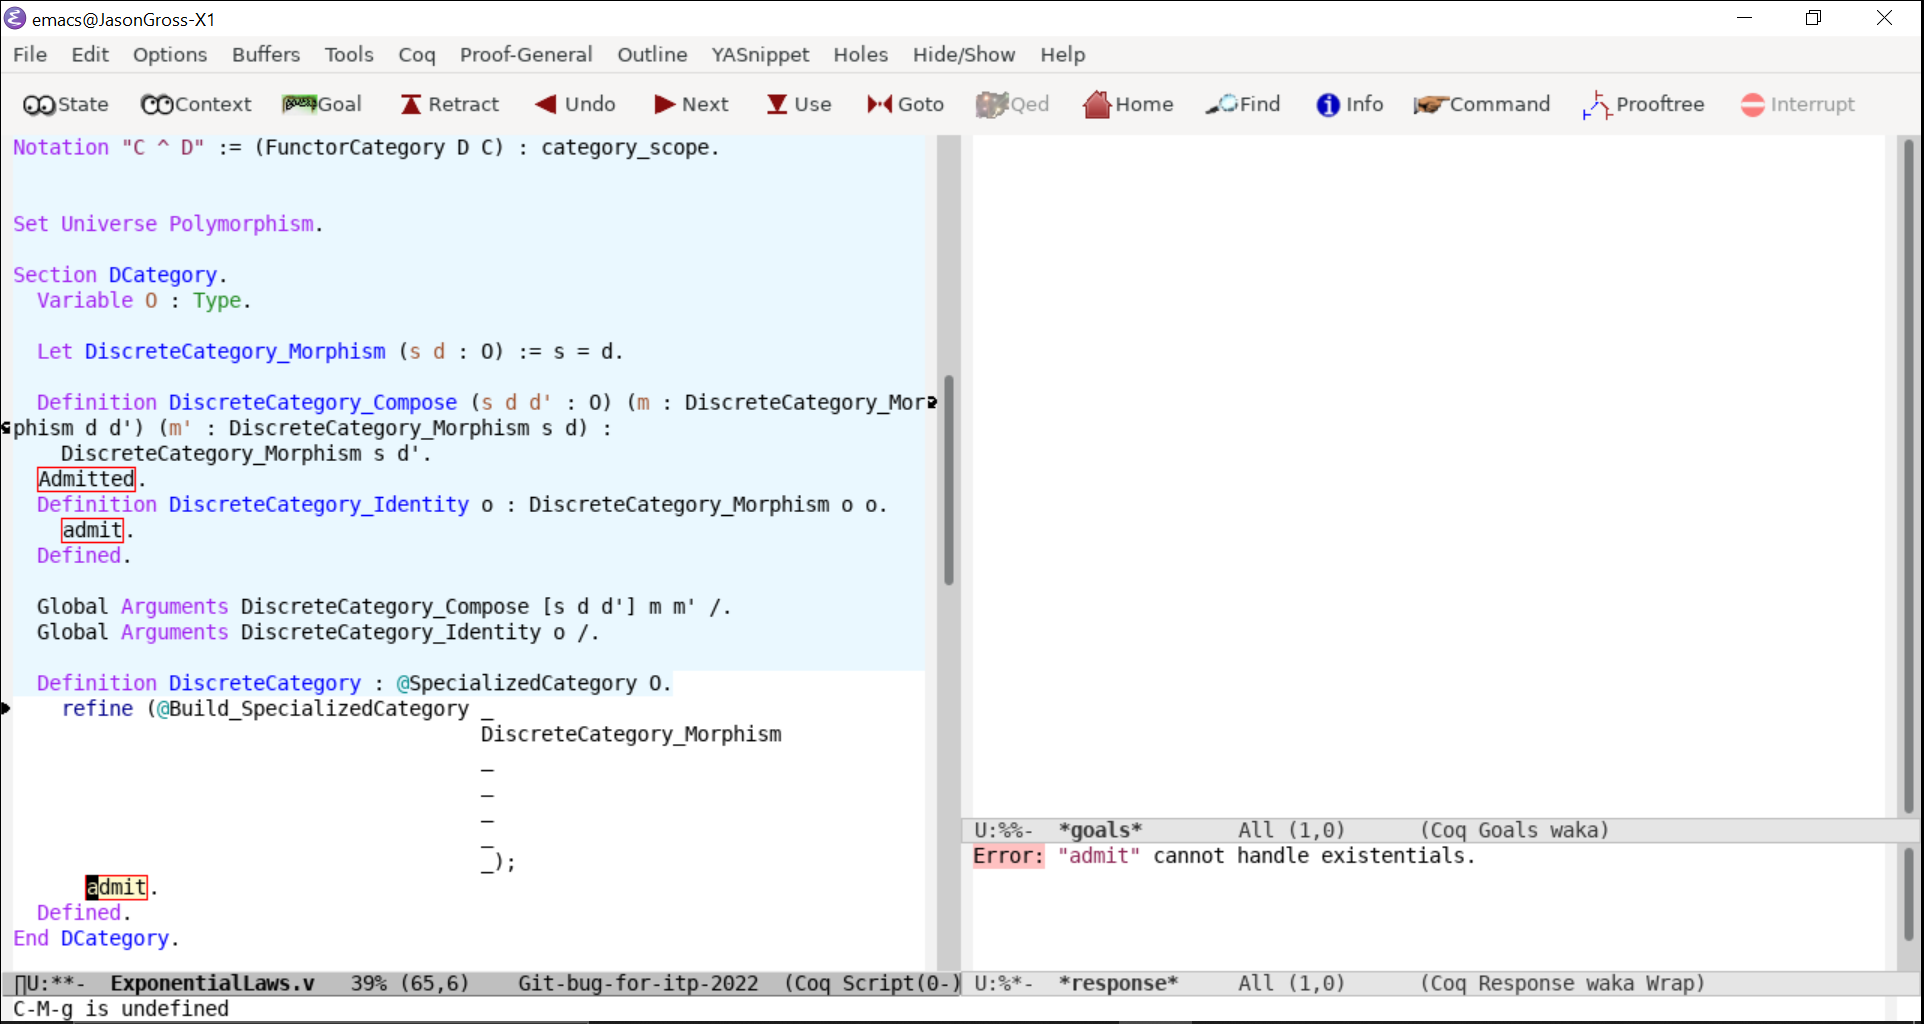 emacs@JasonGross-X1
File Edit Options Buffers Tools Coq Proof-General Outline YASnippet Holes Hide/Show Help
State Context Goal Retract Undo Next Use Goto Qed Home Find Info Command Prooftree Interrupt
Notation "C ^ D" := (FunctorCategory D C) : category_scope.
Set Universe Polymorphism.
Section DCategory.
Variable O : Type.
Let DiscreteCategory_Morphism (s d : O) := s = d.
Definition DiscreteCategory_Compose (s d d' : O) (m : DiscreteCategory_Mor
phism d d') (m' : DiscreteCategory_Morphism s d) :
DiscreteCategory_Morphism s d'.
Admitted.
Definition DiscreteCategory_Identity o : DiscreteCategory_Morphism o o.
admit.
Defined.
Global Arguments DiscreteCategory_Compose [s d d'] m m' /.
Global Arguments DiscreteCategory_Identity o /.
Definition DiscreteCategory : @SpecializedCategory O.
refine (@Build_SpecializedCategory _
DiscreteCategory_Morphism
_
_
_
_
_);
admit.
Defined.
End DCategory.
U:**- ExponentialLaws.v 39% (65,6) Git-bug-for-itp-2022 (Coq Script(0-)
C-M-g is undefined
U:%%- *goals* All (1,0) (Coq Goals waka)
Error: "admit" cannot handle existentials.
U:%*- *response* All (1,0) (Coq Response waka Wrap)